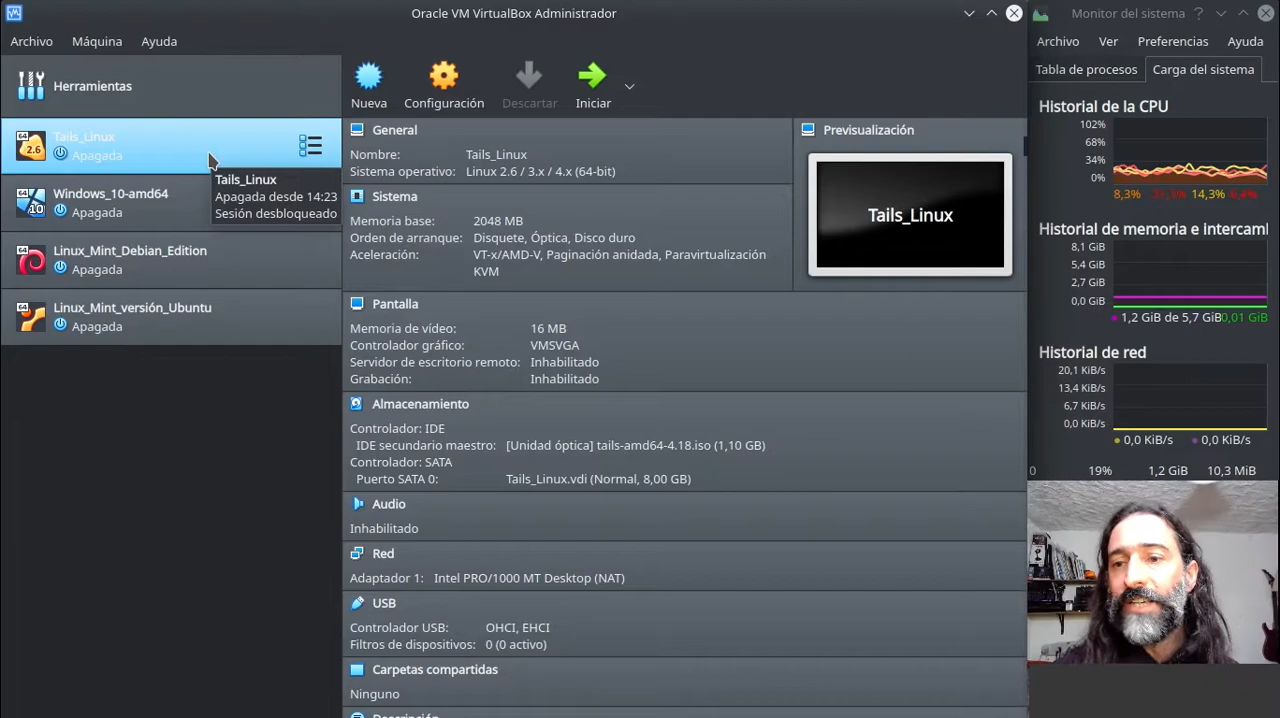 Oracle VM VirtualBox Administrador
Archivo Máquina Ayuda
Herramientas
Tails_Linux
Apagada
Windows_10-amd64
Apagada
Linux_Mint_Debian_Edition
Apagada
Linux_Mint_versión_Ubuntu
Apagada
64
2.6
64
10
64
64
Tails_Linux
Apagada desde 14:23
Sesión desbloqueado
Nueva Configuración Descartar Iniciar
General
Nombre: Tails_Linux
Sistema operativo: Linux 2.6 / 3.x / 4.x (64-bit)
Sistema
Memoria base: 2048 MB
Orden de arranque: Disquete, Óptica, Disco duro
Aceleración: VT-x/AMD-V, Paginación anidada, Paravirtualización
KVM
Previsualización
Tails_Linux
Pantalla
Memoria de vídeo: 16 MB
Controlador gráfico: VMSVGA
Servidor de escritorio remoto: Inhabilitado
Grabación: Inhabilitado
Almacenamiento
Controlador: IDE
IDE secundario maestro: [Unidad óptica] tails-amd64-4.18.iso (1,10 GB)
Controlador: SATA
Puerto SATA 0: Tails_Linux.vdi (Normal, 8,00 GB)
Audio
Inhabilitado
Red
Adaptador 1: Intel PRO/1000 MT Desktop (NAT)
USB
Controlador USB: OHCI, EHCI
Filtros de dispositivos: 0 (0 activo)
Carpetas compartidas
Ninguno
Descripción
Monitor del sistema
Archivo Ver Preferencias Ayuda
Tabla de procesos Carga del sistema
Historial de la CPU
102%
68%
34%
0%
8,3% 14,3%
Historial de memoria e intercaml
8,1 GiB
5,4 GiB
2,7 GiB
0,0 GiB
1,2 GiB de 5,7 GiB 0,01 GiB
Historial de red
20,1 KiB/s
13,4 KiB/s
6,7 KiB/s
0,0 KiB/s
0,0 KiB/s 0,0 KiB/s
0 19% 1,2 GiB 10,3 MiB